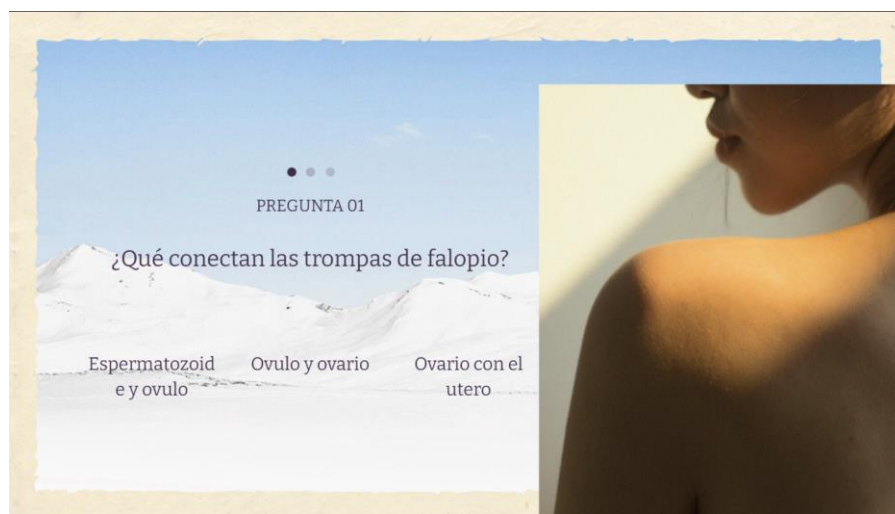 PREGUNTA 01
¿Qué conectan las trompas de falopio?
Espermatozoid
e y ovulo
Ovulo y ovario
Ovario con el
utero